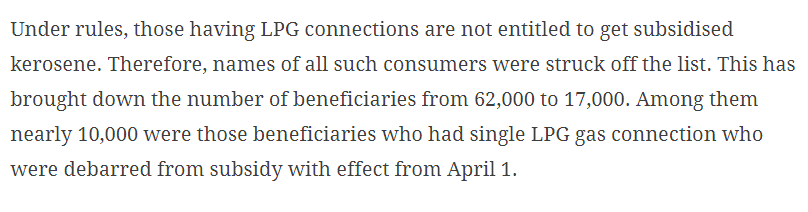 Under rules, those having LPG connections are not entitled to get subsidised
kerosene. Therefore, names of all such consumers were struck off the list. This has
brought down the number of beneficiaries from 62,000 to 17,000. Among them
nearly 10,000 were those beneficiaries who had single LPG gas connection who
were debarred from subsidy with effect from April 1.